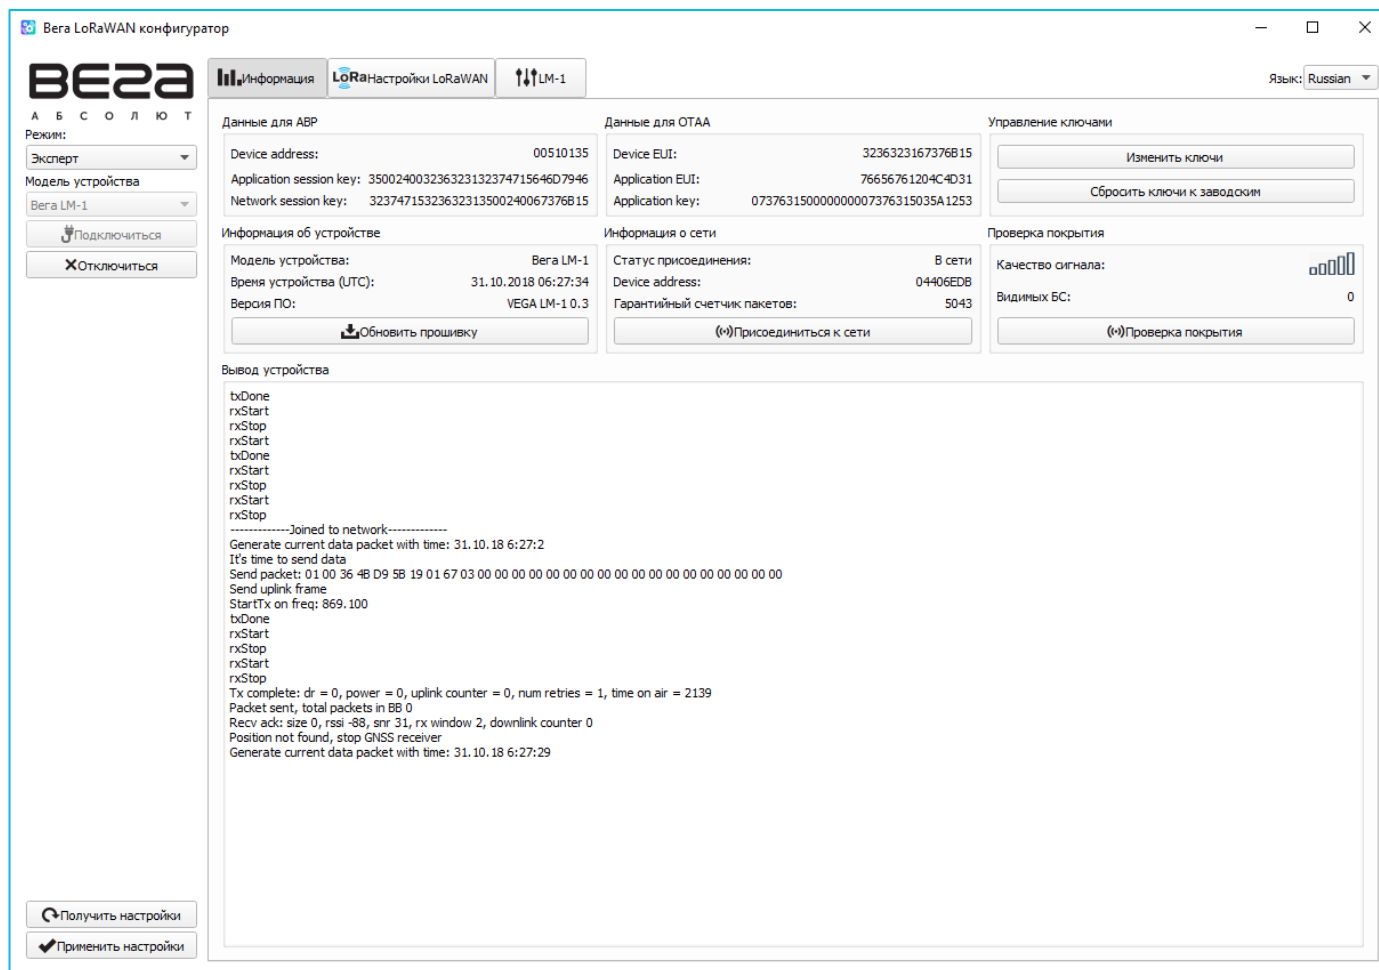 Вега LoRaWAN конфигуратор
ВЕГА
АБСОЛЮТ
Режим:
Эксперт
Модель устройства
Вега LM-1
Подключиться
Отключиться
Получить настройки
Применить настройки
Информация
LoRa Настройки LoRaWAN
LM-1
Язык: Russian
Данные для ABP
Device address: 00510135
Application session key: 35002400323632313237471564 6D7946
Network session key: 32374715323632313500240067376B15
Данные для OTAA
Device EUI: 3236323167376B15
Application EUI: 76656761204C4D31
Application key: 07376315000000007376315035A1253
Управление ключами
Изменить ключи
Сбросить ключи к заводским
Информация об устройстве
Модель устройства: Вега LM-1
Время устройства (UTC): 31.10.2018 06:27:34
Версия ПО: VEGA LM-1 0.3
Обновить прошивку
Информация о сети
Статус присоединения: В сети
Device address: 04406EDB
Гарантийный счетчик пакетов: 5043
Присоединиться к сети
Проверка покрытия
Качество сигнала:
Видимых БС: 0
Проверка покрытия
Вывод устройства
txDone
rxStart
rxStop
rxStart
txDone
rxStart
rxStop
rxStart
rxStop
-------------Joined to network-------------
Generate current data packet with time: 31.10.18 6:27:2
It's time to send data
Send packet: 01 00 36 4B D9 5B 19 01 67 03 00 00 00 00 00 00 00 00 00 00 00 00 00 00 00 00 00 00
Send uplink frame
StartTx on freq: 869.100
txDone
rxStart
rxStop
rxStart
rxStop
Tx complete: dr = 0, power = 0, uplink counter = 0, num retries = 1, time on air = 2139
Packet sent, total packets in BB 0
Recv ack: size 0, rssi -88, snr 31, rx window 2, downlink counter 0
Position not found, stop GNSS receiver
Generate current data packet with time: 31.10.18 6:27:29